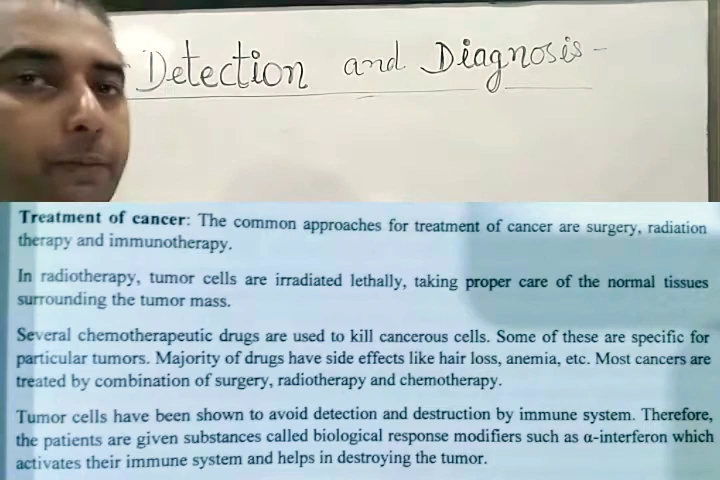 Detection and Diagnosis -
Treatment of cancer: The common approaches for treatment of cancer are surgery, radiation
therapy and immunotherapy.
In radiotherapy, tumor cells are irradiated lethally, taking proper care of the normal tissues
surrounding the tumor mass.
Several chemotherapeutic drugs are used to kill cancerous cells. Some of these are specific for
particular tumors. Majority of drugs have side effects like hair loss, anemia, etc. Most cancers are
treated by combination of surgery, radiotherapy and chemotherapy.
Tumor cells have been shown to avoid detection and destruction by immune system. Therefore,
the patients are given substances called biological response modifiers such as α-interferon which
activates their immune system and helps in destroying the tumor.